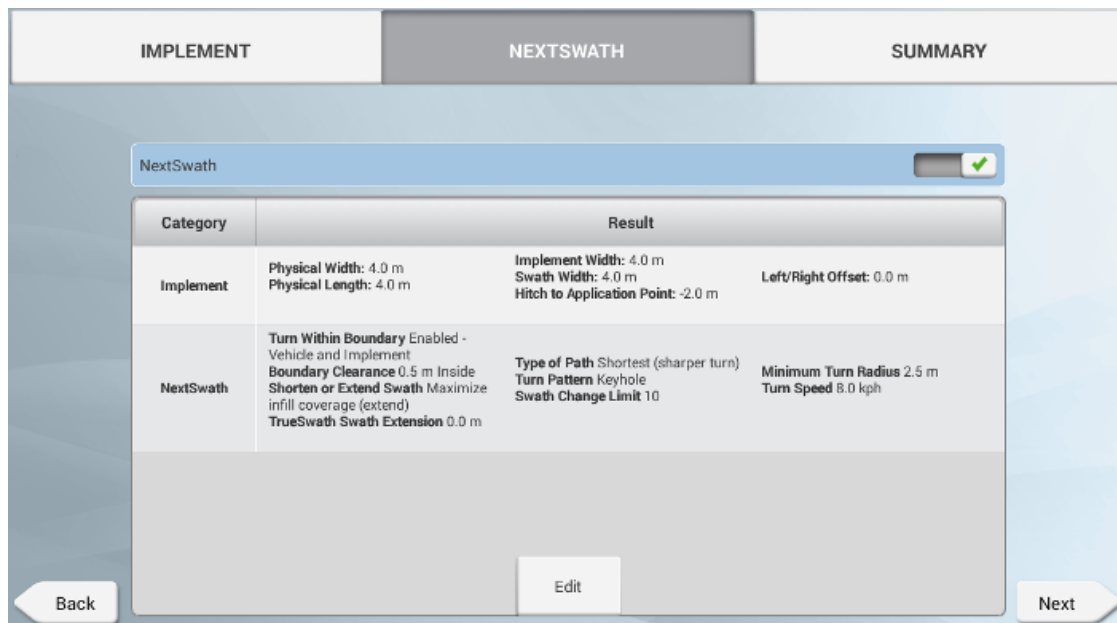 IMPLEMENT
NEXTSWATH
SUMMARY
NextSwath
Category
Result
Implement
Physical Width: 4.0 m
Physical Length: 4.0 m
Implement Width: 4.0 m
Swath Width: 4.0 m
Hitch to Application Point: -2.0 m
Left/Right Offset: 0.0 m
NextSwath
Turn Within Boundary Enabled -
Vehicle and Implement
Boundary Clearance 0.5 m Inside
Shorten or Extend Swath Maximize
infill coverage (extend)
TrueSwath Swath Extension 0.0 m
Type of Path Shortest (sharper turn)
Turn Pattern Keyhole
Swath Change Limit 10
Minimum Turn Radius 2.5 m
Turn Speed 8.0 kph
Edit
Back
Next